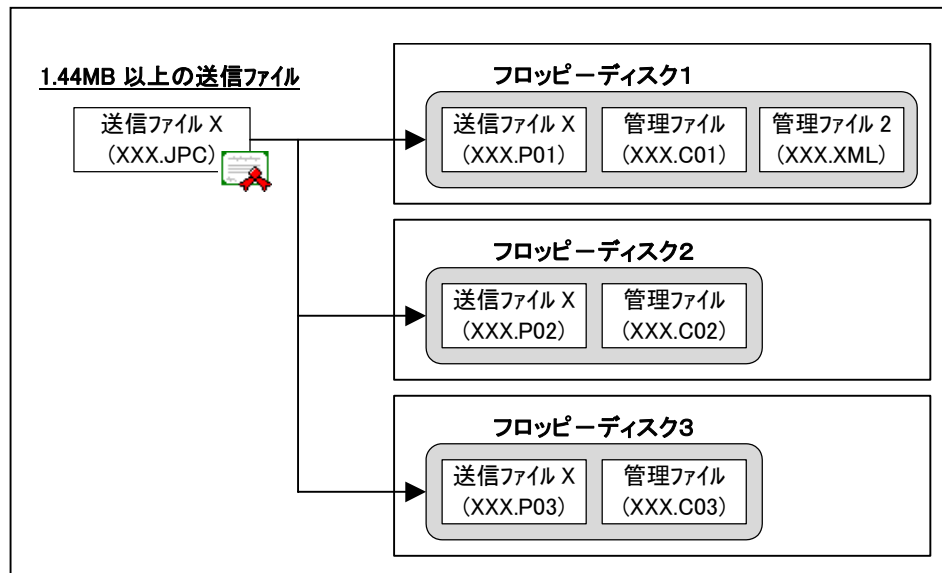 1.44MB 以上の送信ファイル
送信ファイル X
(XXX.JPC)
フロッピーディスク1
送信ファイル X
(XXX.P01)
管理ファイル
(XXX.C01)
管理ファイル 2
(XXX.XML)
フロッピーディスク2
送信ファイル X
(XXX.P02)
管理ファイル
(XXX.C02)
フロッピーディスク3
送信ファイル X
(XXX.P03)
管理ファイル
(XXX.C03)